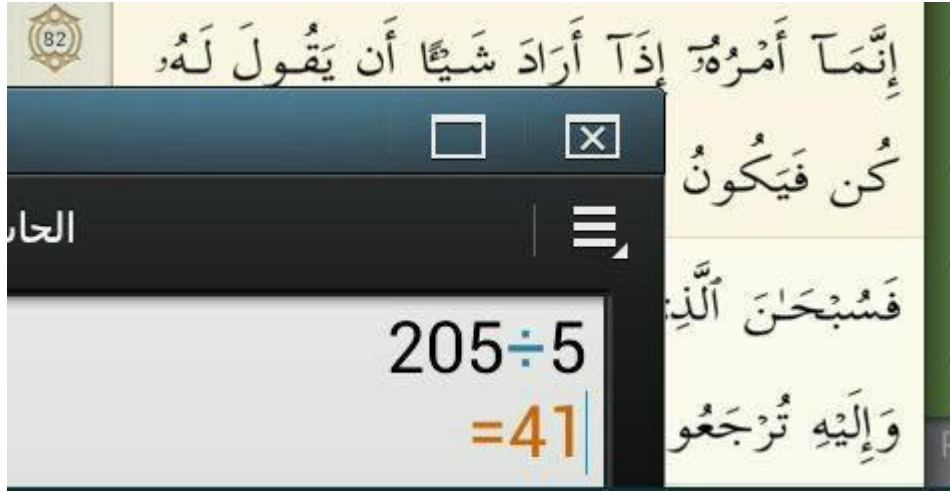 إِنَّمَآ أَمْرُهُۥٓ إِذَآ أَرَادَ شَيْـًٔا أَن يَقُولَ لَهُۥ
82
كُن فَيَكُونُ
فَسُبْحَـٰنَ
وَإِلَيْهِ
205÷5
=41